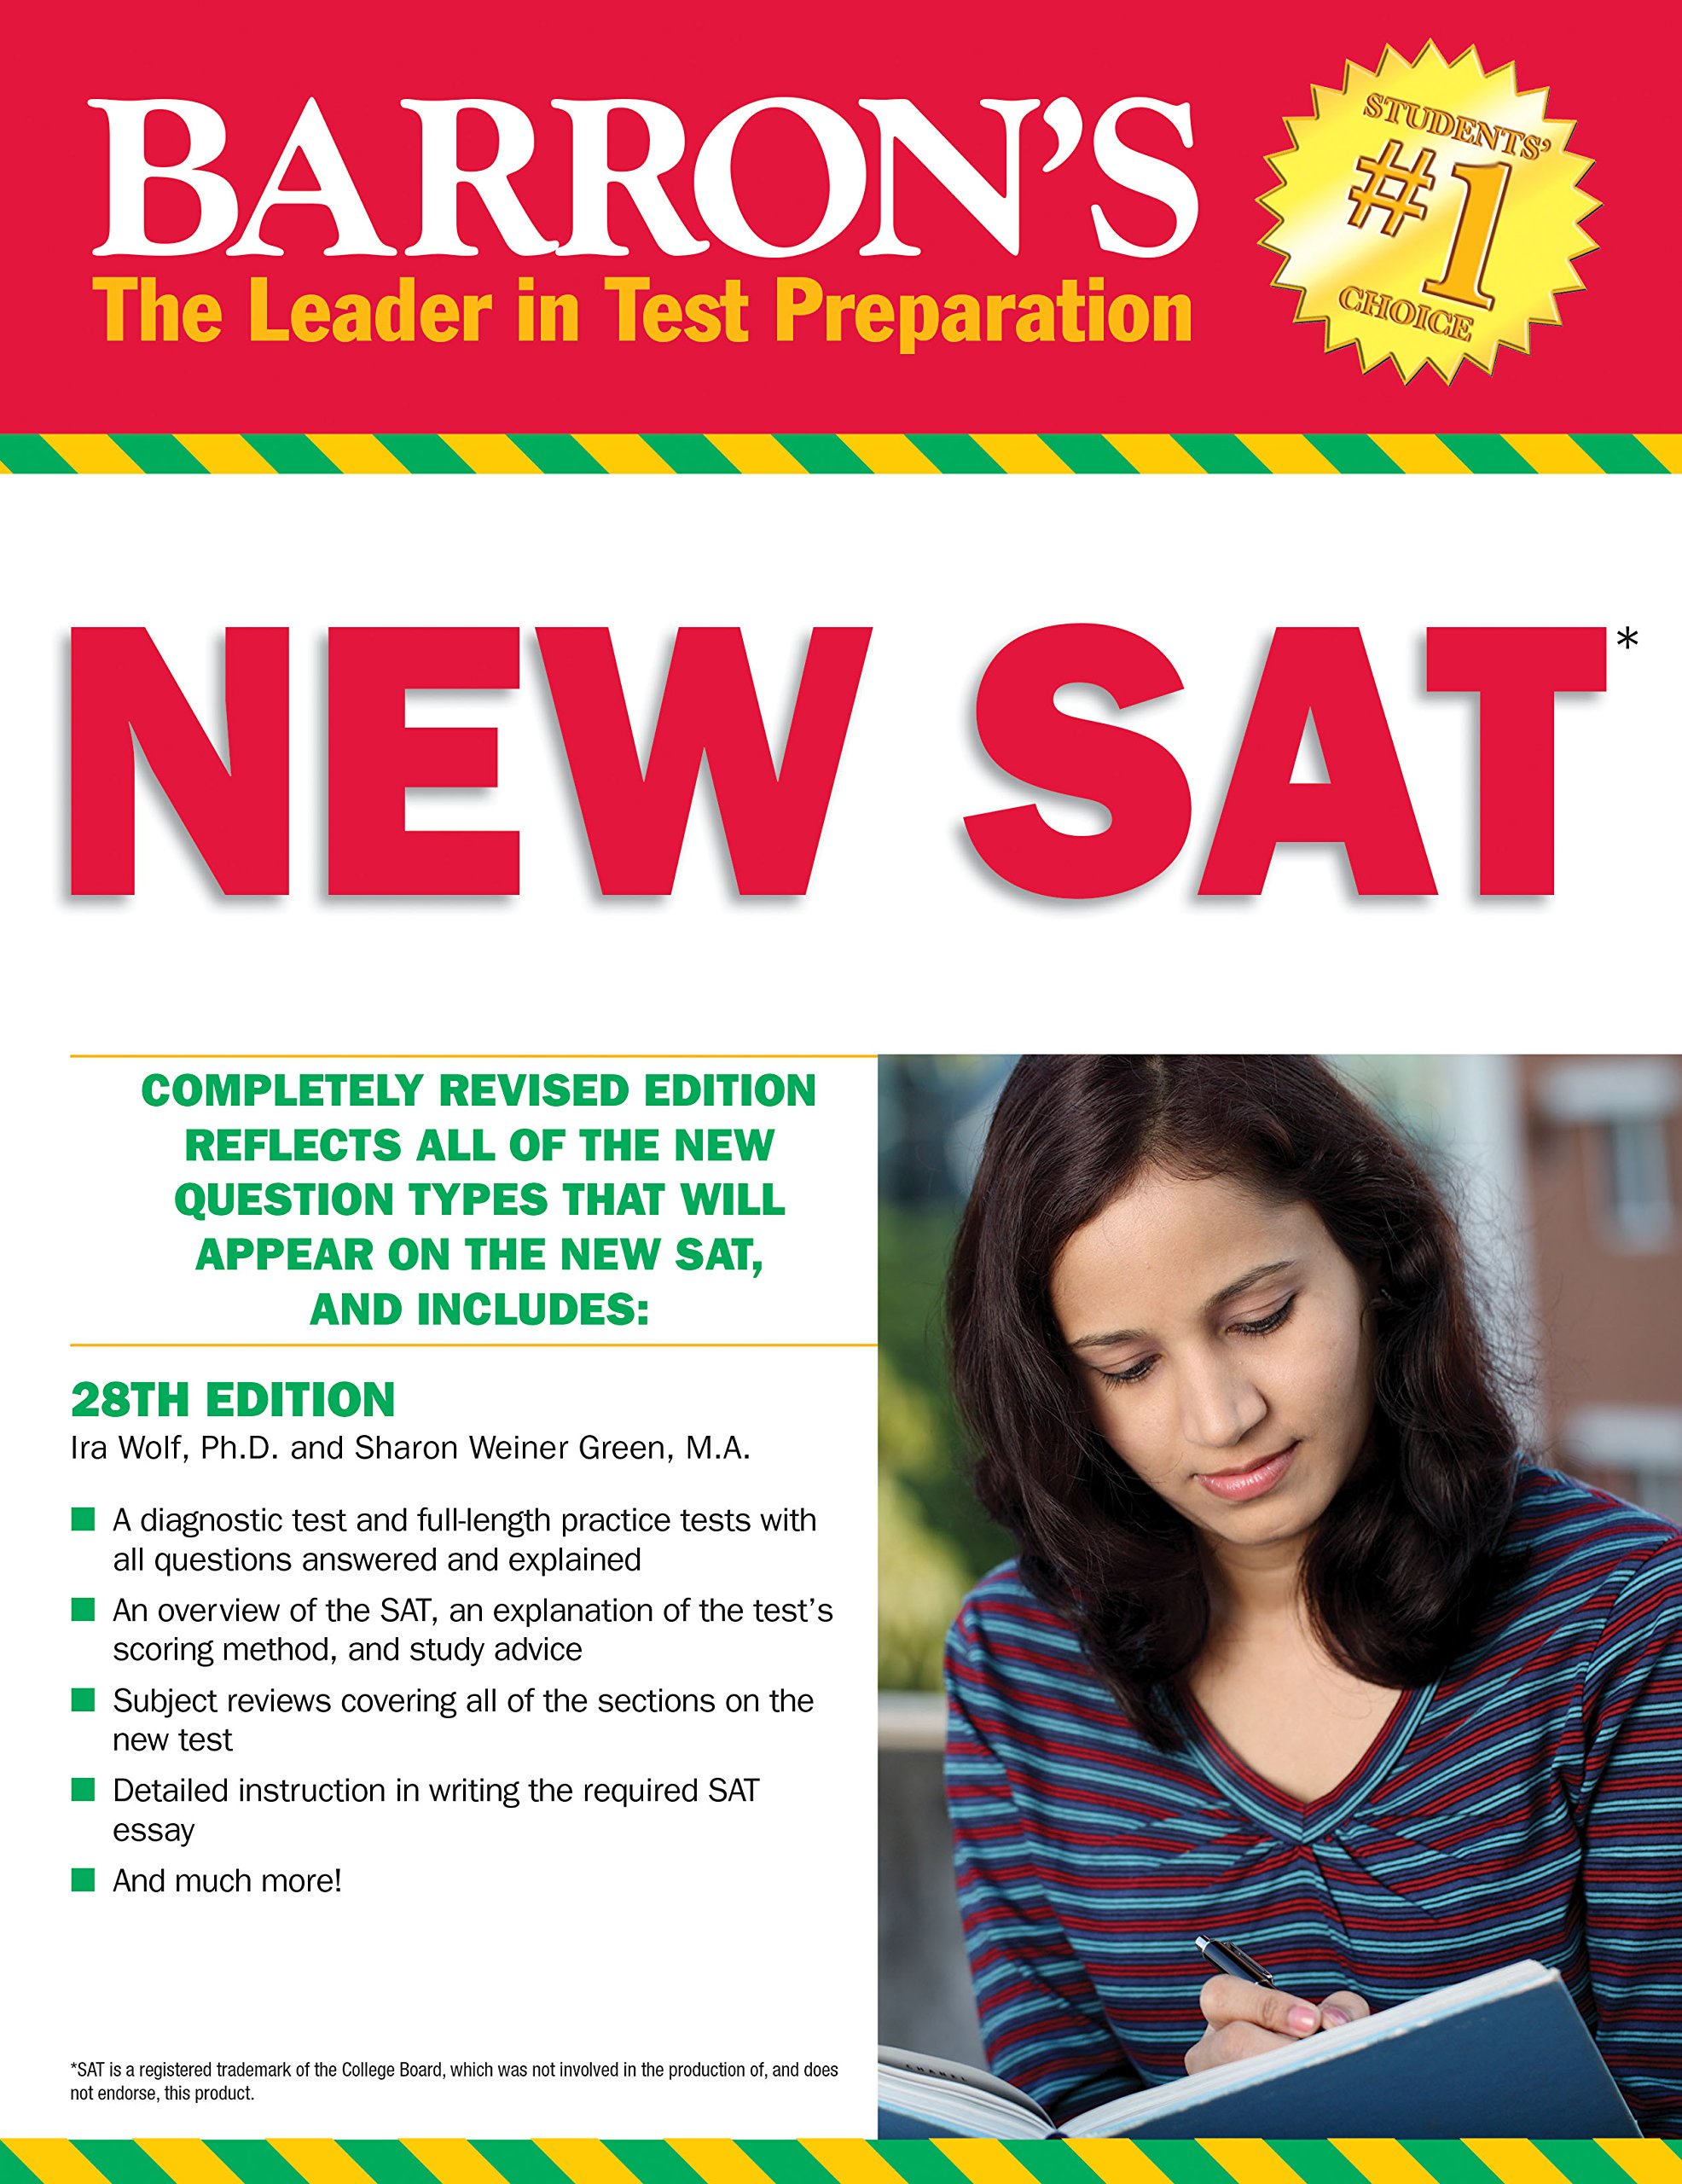 BARRON'S
The Leader in Test Preparation
STUDENTS'
#1
CHOICE
NEW SAT*
COMPLETELY REVISED EDITION
REFLECTS ALL OF THE NEW
QUESTION TYPES THAT WILL
APPEAR ON THE NEW SAT,
AND INCLUDES:
28TH EDITION
Ira Wolf, Ph.D. and Sharon Weiner Green, M.A.
■ A diagnostic test and full-length practice tests with
all questions answered and explained
■ An overview of the SAT, an explanation of the test's
scoring method, and study advice
■ Subject reviews covering all of the sections on the
new test
■ Detailed instruction in writing the required SAT
essay
■ And much more!
*SAT is a registered trademark of the College Board, which was not involved in the production of, and does
not endorse, this product.